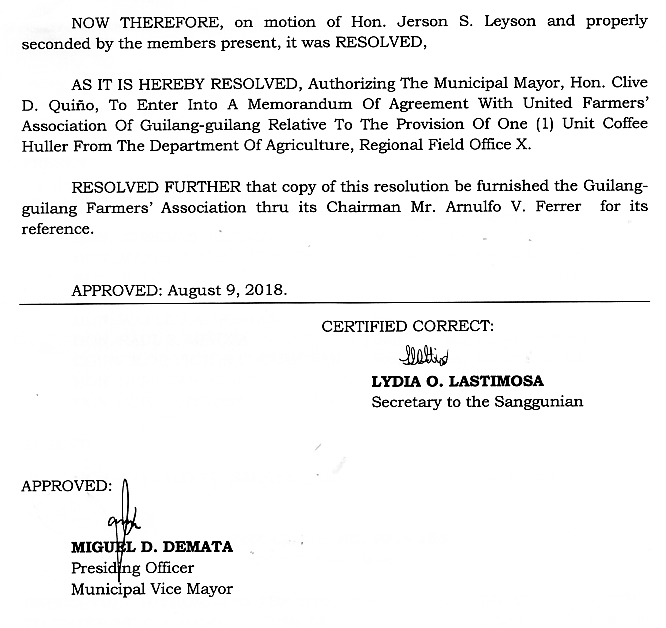 NOW THEREFORE, on motion of Hon. Jerson S. Leyson and properly
seconded by the members present, it was RESOLVED,
AS IT IS HEREBY RESOLVED, Authorizing The Municipal Mayor, Hon. Clive
D. Quiño, To Enter Into A Memorandum Of Agreement With United Farmers'
Association Of Guilang-guilang Relative To The Provision Of One (1) Unit Coffee
Huller From The Department Of Agriculture, Regional Field Office X.
RESOLVED FURTHER that copy of this resolution be furnished the Guilang-
guilang Farmers' Association thru its Chairman Mr. Arnulfo V. Ferrer for its
reference.
APPROVED: August 9, 2018.
CERTIFIED CORRECT:
LYDIA O. LASTIMOSA
Secretary to the Sanggunian
APPROVED:
MIGUEL D. DEMATA
Presiding Officer
Municipal Vice Mayor